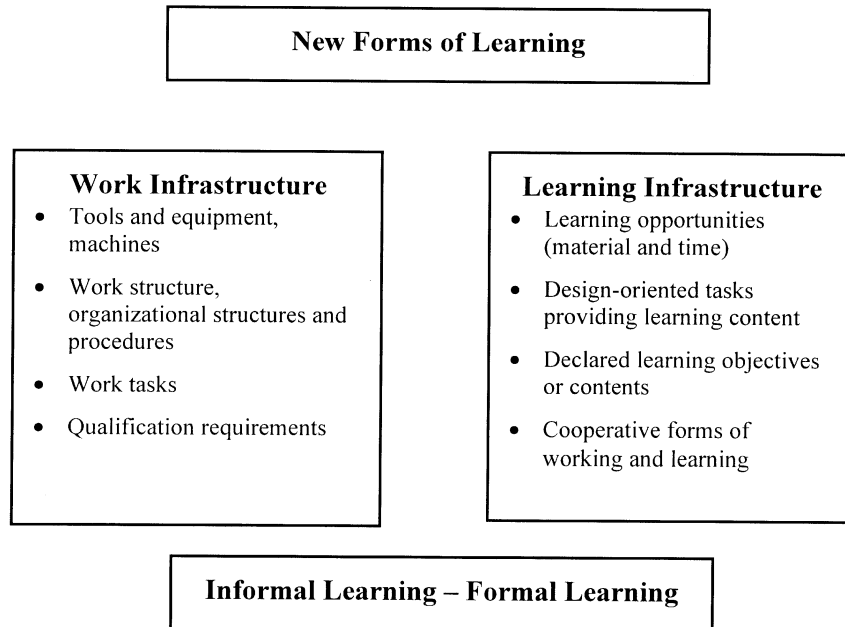 New Forms of Learning
Work Infrastructure
• Tools and equipment,
machines
• Work structure,
organizational structures and
procedures
• Work tasks
• Qualification requirements
Learning Infrastructure
• Learning opportunities
(material and time)
• Design-oriented tasks
providing learning content
• Declared learning objectives
or contents
• Cooperative forms of
working and learning
Informal Learning – Formal Learning